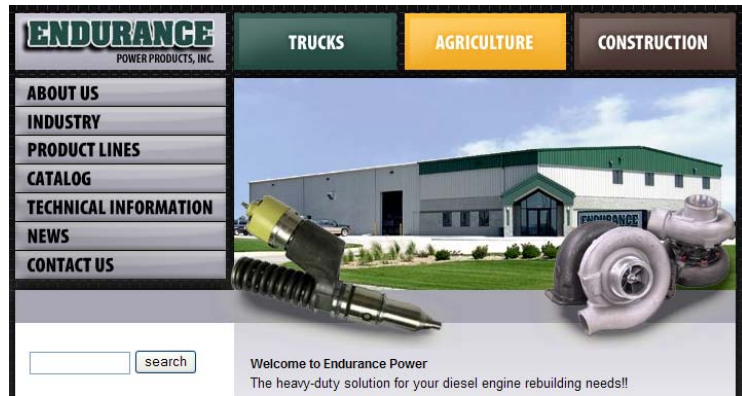 ENDURANCE
POWER PRODUCTS, INC.
TRUCKS
AGRICULTURE
CONSTRUCTION
ABOUT US
INDUSTRY
PRODUCT LINES
CATALOG
TECHNICAL INFORMATION
NEWS
CONTACT US
ENDURANCE
search
Welcome to Endurance Power
The heavy-duty solution for your diesel engine rebuilding needs!!